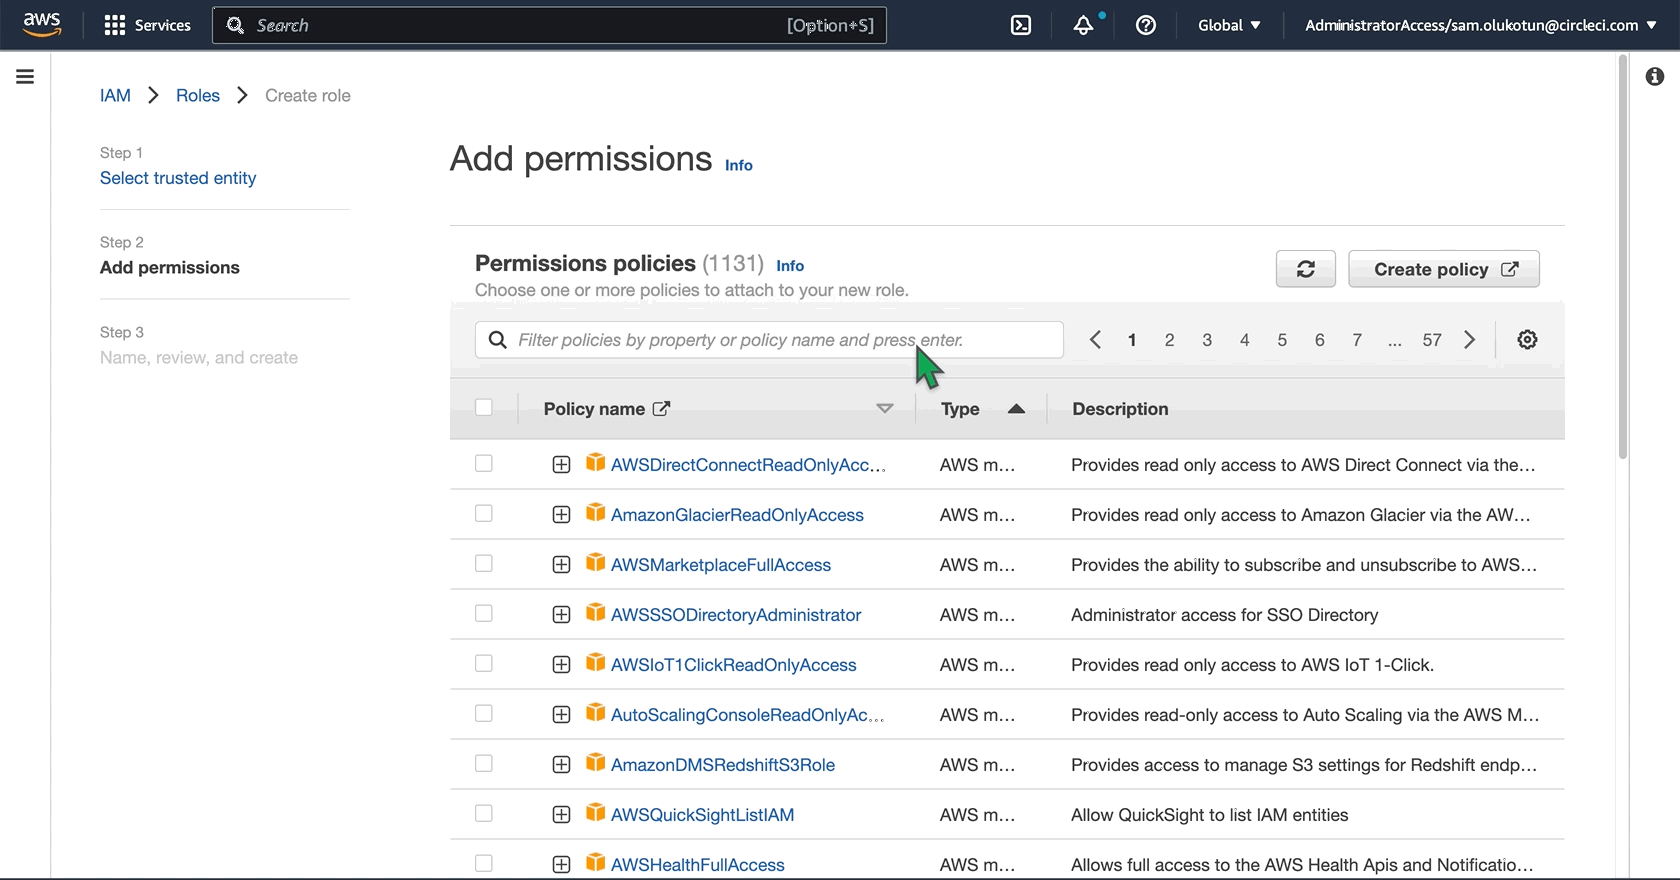 aws Services Search [Option+S] Global AdministratorAccess/sam.olukotun@circleci.com
IAM Roles Create role
Step 1
Select trusted entity
Step 2
Add permissions
Step 3
Name, review, and create
Add permissions Info
Permissions policies (1131) Info
Choose one or more policies to attach to your new role.
Create policy
Filter policies by property or policy name and press enter.
1 2 3 4 5 6 7 ... 57
Policy name Type Description
AWSDirectConnectReadOnlyAcc... AWS m... Provides read only access to AWS Direct Connect via the...
AmazonGlacierReadOnlyAccess AWS m... Provides read only access to Amazon Glacier via the AW...
AWSMarketplaceFullAccess AWS m... Provides the ability to subscribe and unsubscribe to AWS...
AWSSSODirectoryAdministrator AWS m... Administrator access for SSO Directory
AWSIoT1ClickReadOnlyAccess AWS m... Provides read only access to AWS IoT 1-Click.
AutoScalingConsoleReadOnlyAc... AWS m... Provides read-only access to Auto Scaling via the AWS M...
AmazonDMSRedshiftS3Role AWS m... Provides access to manage S3 settings for Redshift endp...
AWSQuickSightListIAM AWS m... Allow QuickSight to list IAM entities
AWSHealthFullAccess AWS m... Allows full access to the AWS Health Apis and Notificatio...